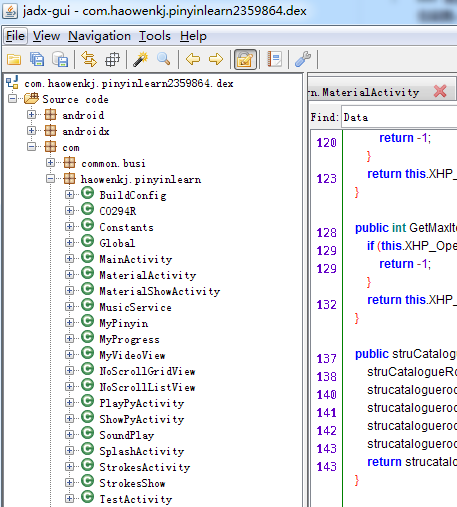 jadx-gui - com.haowenkj.pinyinlearn2359864.dex
File View Navigation Tools Help
com.haowenkj.pinyinlearn2359864.dex
Source code
android
androidx
com
common.busi
haowenkj.pinyinlearn
BuildConfig
C0294R
Constants
Global
MainActivity
MaterialActivity
MaterialShowActivity
MusicService
MyPinyin
MyProgress
MyVideoView
NoScrollGridView
NoScrollListView
PlayPyActivity
ShowPyActivity
SoundPlay
SplashActivity
StrokesActivity
StrokesShow
TestActivity
rn.MaterialActivity
Find: Data
120 return -1;
}
123 return this.XHP_
}
128 public int GetMaxIte
129 if (this.XHP_Ope
129 return -1;
}
132 return this.XHP_
}
137 public struCatalogue
138 struCatalogueRo
140 strucatalogueroo
141 strucatalogueroo
142 strucatalogueroo
143 strucatalogueroo
143 return strucatalo
}